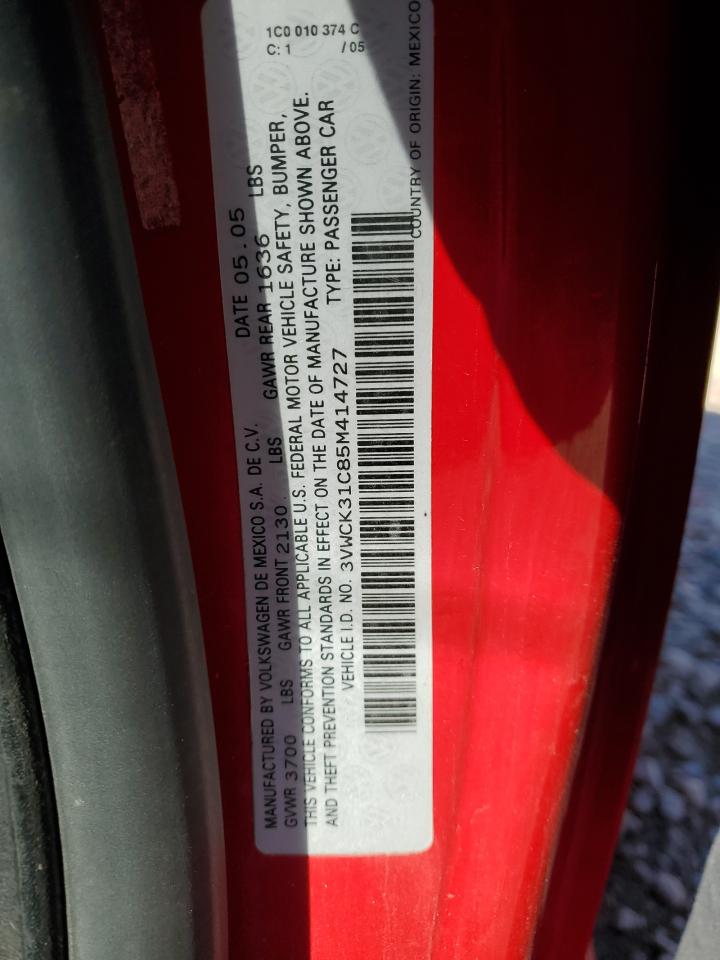 MANUFACTURED BY VOLKSWAGEN DE MEXICO S.A. DE C.V. DATE 05.05
GVWR 3700 LBS GAWR FRONT 2130 LBS GAWR REAR 1636 LBS
THIS VEHICLE CONFORMS TO ALL APPLICABLE U.S. FEDERAL MOTOR VEHICLE SAFETY, BUMPER,
AND THEFT PREVENTION STANDARDS IN EFFECT ON THE DATE OF MANUFACTURE SHOWN ABOVE.
VEHICLE I.D. NO. 3VWCK31C85M414727 TYPE: PASSENGER CAR
COUNTRY OF ORIGIN: MEXICO
1C0 010 374 C
C: 1 / 05